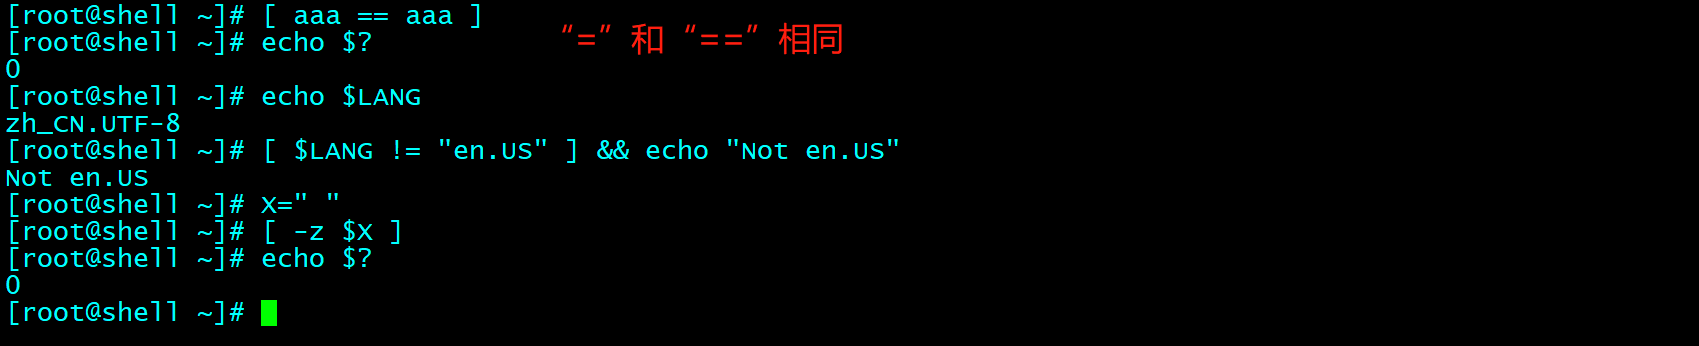 [root@shell ~]# [ aaa == aaa ]
[root@shell ~]# echo $?
“=”和“==”相同
0
[root@shell ~]# echo $LANG
zh_CN.UTF-8
[root@shell ~]# [ $LANG != "en.US" ] && echo "Not en.US"
Not en.US
[root@shell ~]# X=" "
[root@shell ~]# [ -z $X ]
[root@shell ~]# echo $?
0
[root@shell ~]#